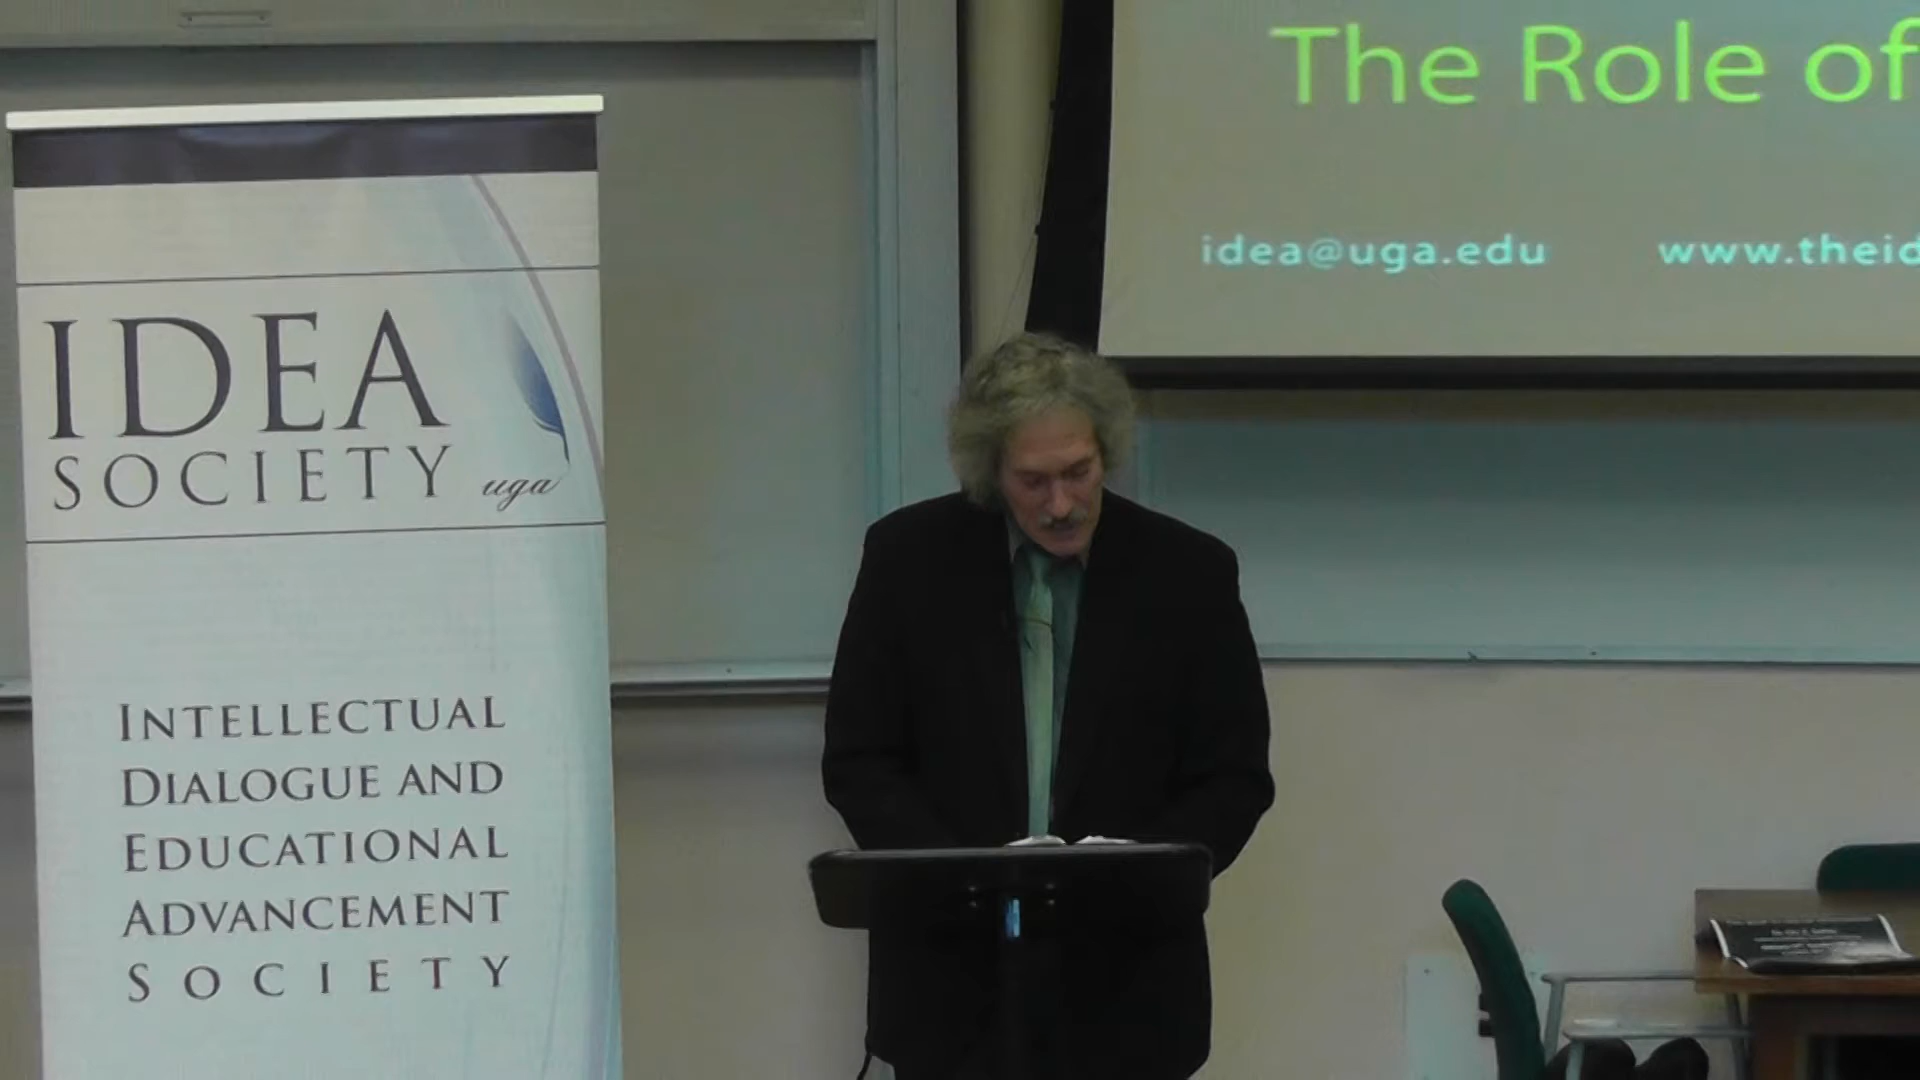 IDEA
SOCIETY uga
INTELLECTUAL
DIALOGUE AND
EDUCATIONAL
ADVANCEMENT
SOCIETY
The Role of
idea@uga.edu www.theid